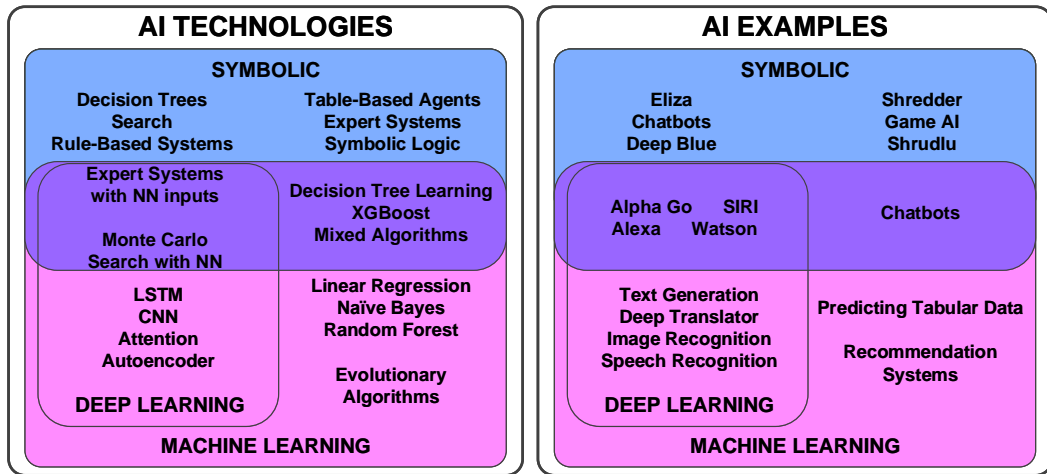 AI TECHNOLOGIES
SYMBOLIC
Decision Trees
Search
Rule-Based Systems
Table-Based Agents
Expert Systems
Symbolic Logic
Expert Systems
with NN inputs
Monte Carlo
Search with NN
Decision Tree Learning
XGBoost
Mixed Algorithms
LSTM
CNN
Attention
Autoencoder
Linear Regression
Naïve Bayes
Random Forest
Evolutionary
Algorithms
DEEP LEARNING
MACHINE LEARNING
AI EXAMPLES
SYMBOLIC
Eliza
Chatbots
Deep Blue
Shredder
Game AI
Shrudlu
Alpha Go SIRI
Alexa Watson
Chatbots
Text Generation
Deep Translator
Image Recognition
Speech Recognition
Predicting Tabular Data
Recommendation
Systems
DEEP LEARNING
MACHINE LEARNING